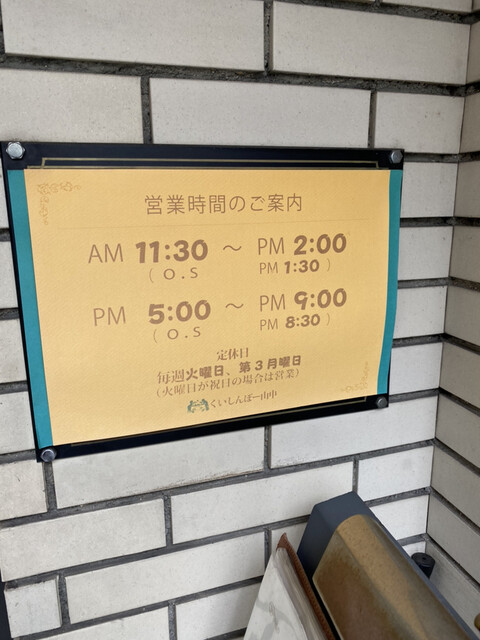 営業時間のご案内
AM 11:30 ～ PM 2:00
( O.S PM 1:30 )
PM 5:00 ～ PM 9:00
( O.S PM 8:30 )
定休日
毎週火曜日、第3月曜日
(火曜日が祝日の場合は営業)
くいしんぼー山中